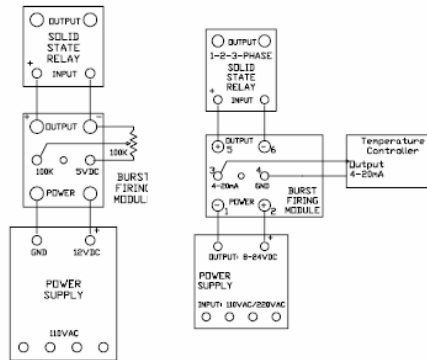 OUTPUT
SOLID
STATE
RELAY
+ INPUT -
+ -
OUTPUT
100K
100K 5VDC
POWER
BURST
FIRING
MODULE
+
GND 12VDC
POWER
SUPPLY
110VAC
OUTPUT
1-2-3-PHASE
SOLID
STATE
RELAY
+ INPUT -
OUTPUT
5 6
3 4
4-20mA GND
POWER
1 2
BURST
FIRING
MODULE
Temperature
Controller
Output
4-20mA
+
OUTPUT: 8-24VDC
POWER
SUPPLY
INPUT: 110VAC/220VAC